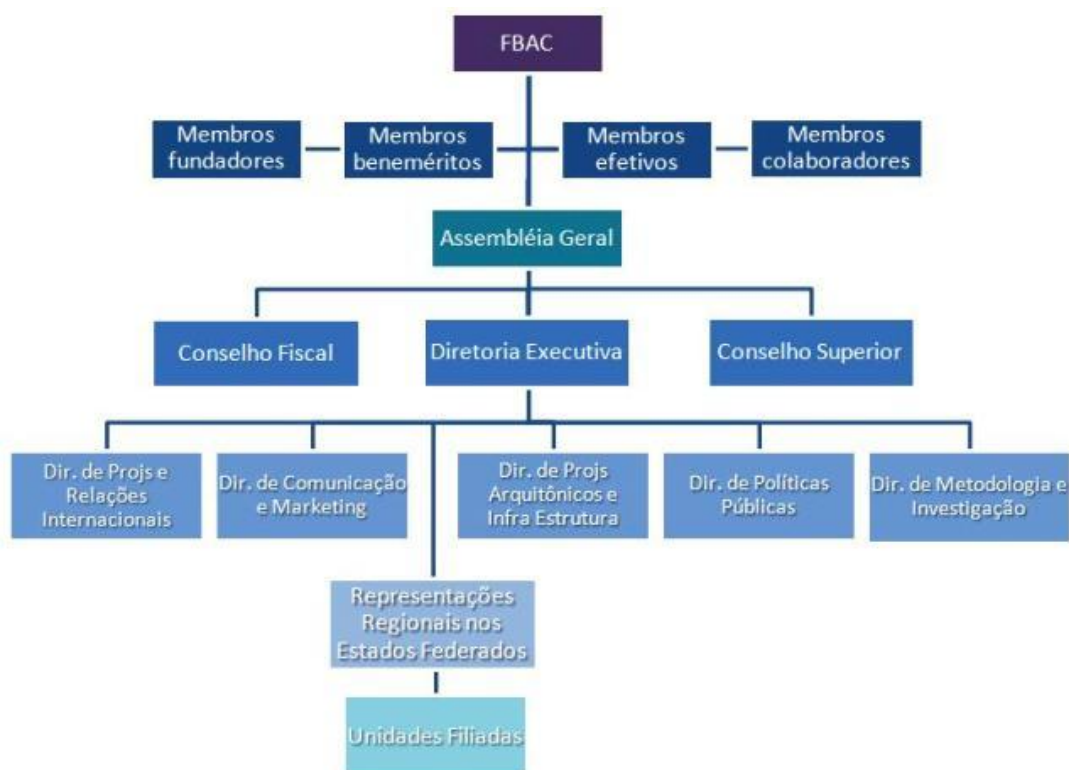 FBAC
Membros
fundadores
Membros
beneméritos
Membros
efetivos
Membros
colaboradores
Assembléia Geral
Conselho Fiscal
Diretoria Executiva
Conselho Superior
Dir. de Projs e
Relações
Internacionais
Dir. de Comunicação
e Marketing
Dir. de Projs
Arquitônicos e
Infra Estrutura
Dir. de Políticas
Públicas
Dir. de Metodologia e
Investigação
Representações
Regionais nos
Estados Federados
Unidades Filiadas